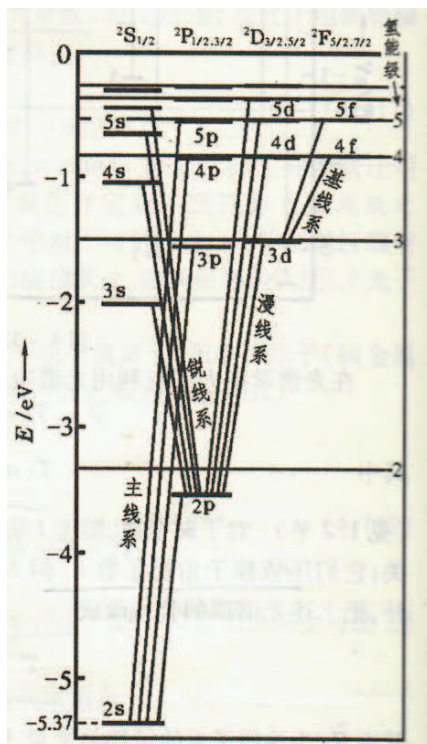 ²S₁/₂ ²P₁/₂,₃/₂ ²D₃/₂,₅/₂ ²F₅/₂,₇/₂
氢能级
0
5s 5p 5d 5f 5
4s 4p 4d 4f 4
-1
基线系
3p 3d 3
-2 3s
漫线系
锐线系
E/eV
-3
2
2p
主线系
-4
-5
-5.37 2s